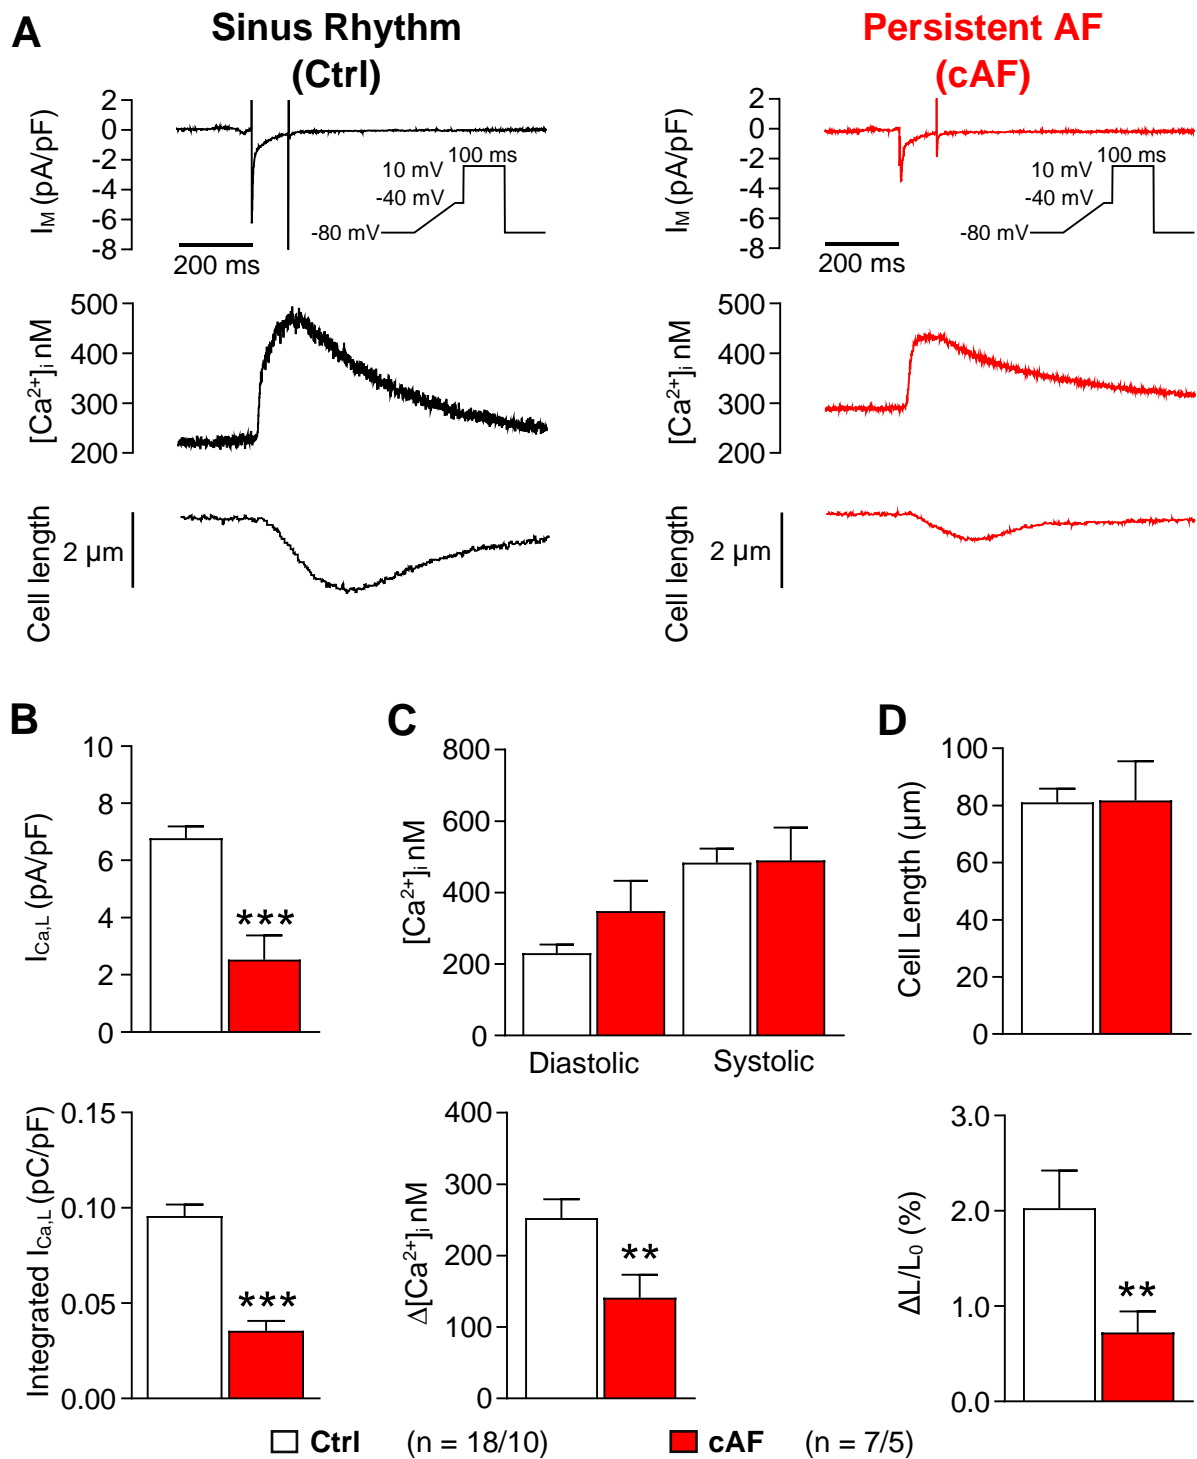 A
Sinus Rhythm
(Ctrl)
Persistent AF
(cAF)
I_M (pA/pF)
2
0
-2
-4
-6
-8
100 ms
10 mV
-40 mV
-80 mV
200 ms
I_M (pA/pF)
2
0
-2
-4
-6
-8
100 ms
10 mV
-40 mV
-80 mV
200 ms
[Ca²⁺]ᵢ nM
500
400
300
200
[Ca²⁺]ᵢ nM
500
400
300
200
Cell length
2 µm
Cell length
2 µm
B
I_Ca,L (pA/pF)
10
8
6
4
2
0
***
C
[Ca²⁺]ᵢ nM
800
600
400
200
0
Diastolic
Systolic
D
Cell Length (µm)
100
80
60
40
20
0
Integrated I_Ca,L (pC/pF)
0.15
0.10
0.05
0.00
***
Δ[Ca²⁺]ᵢ nM
400
300
200
100
0
**
ΔL/L₀ (%)
3.0
2.0
1.0
0.0
**
Ctrl (n = 18/10) cAF (n = 7/5)